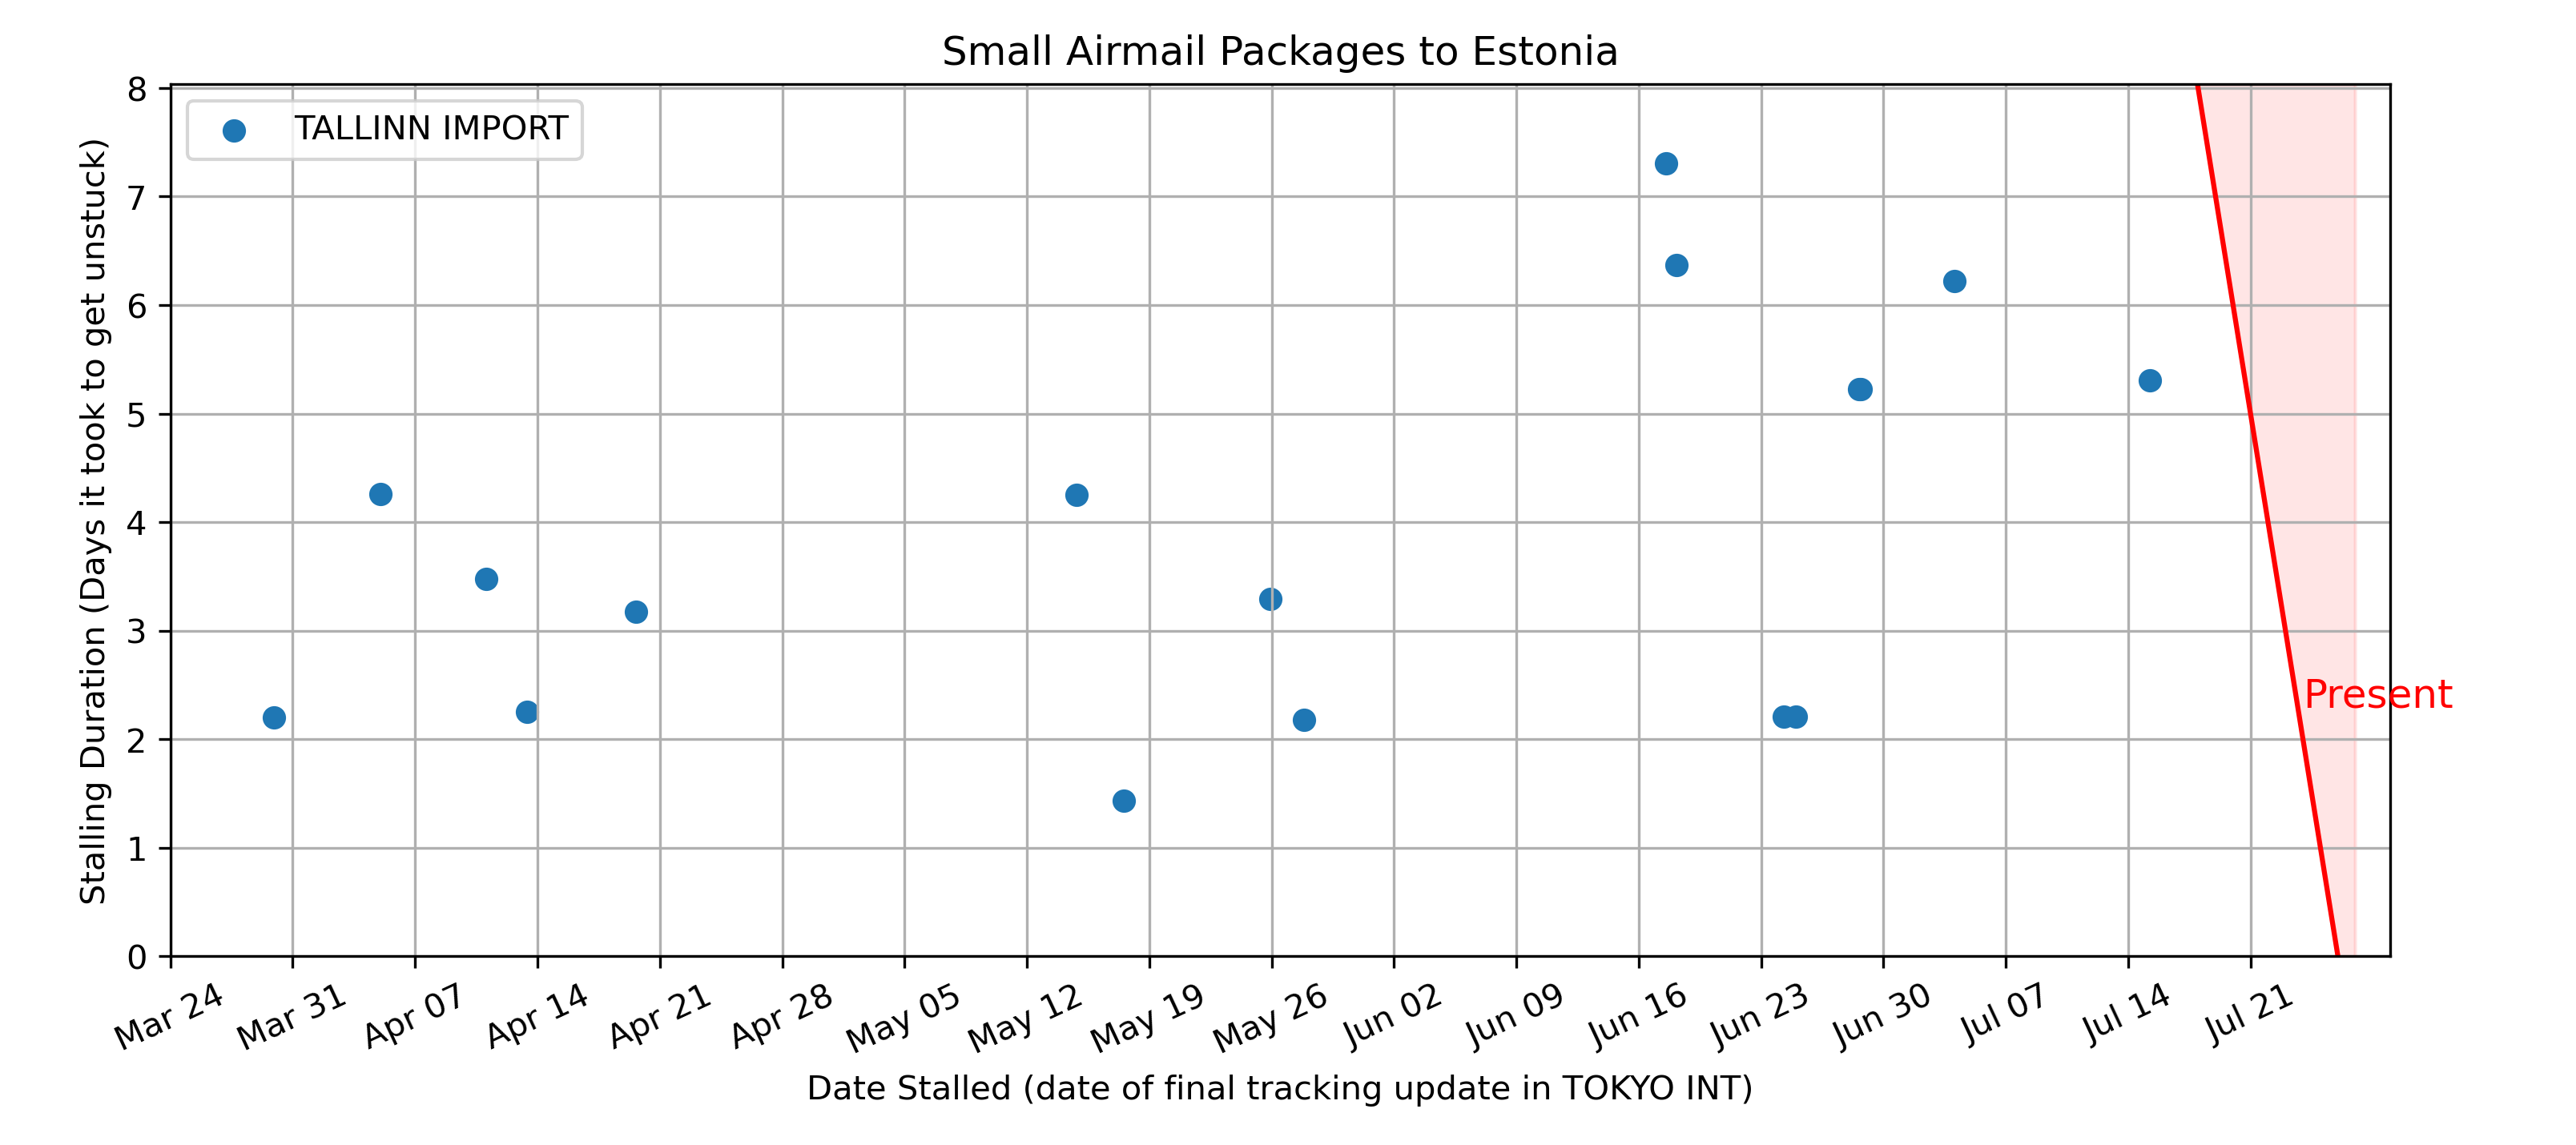 Small Airmail Packages to Estonia
TALLINN IMPORT
Stalling Duration (Days it took to get unstuck)
8
7
6
5
4
3
2
1
0
Present
Mar 24
Mar 31
Apr 07
Apr 14
Apr 21
Apr 28
May 05
May 12
May 19
May 26
Jun 02
Jun 09
Jun 16
Jun 23
Jun 30
Jul 07
Jul 14
Jul 21
Date Stalled (date of final tracking update in TOKYO INT)